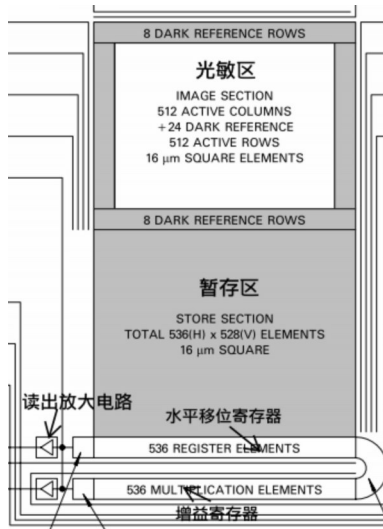 8 DARK REFERENCE ROWS
光敏区
IMAGE SECTION
512 ACTIVE COLUMNS
+24 DARK REFERENCE
512 ACTIVE ROWS
16 μm SQUARE ELEMENTS
8 DARK REFERENCE ROWS
暂存区
STORE SECTION
TOTAL 536(H) x 528(V) ELEMENTS
16 μm SQUARE
读出放大电路
水平移位寄存器
536 REGISTER ELEMENTS
536 MULTIPLICATION ELEMENTS
增益寄存器